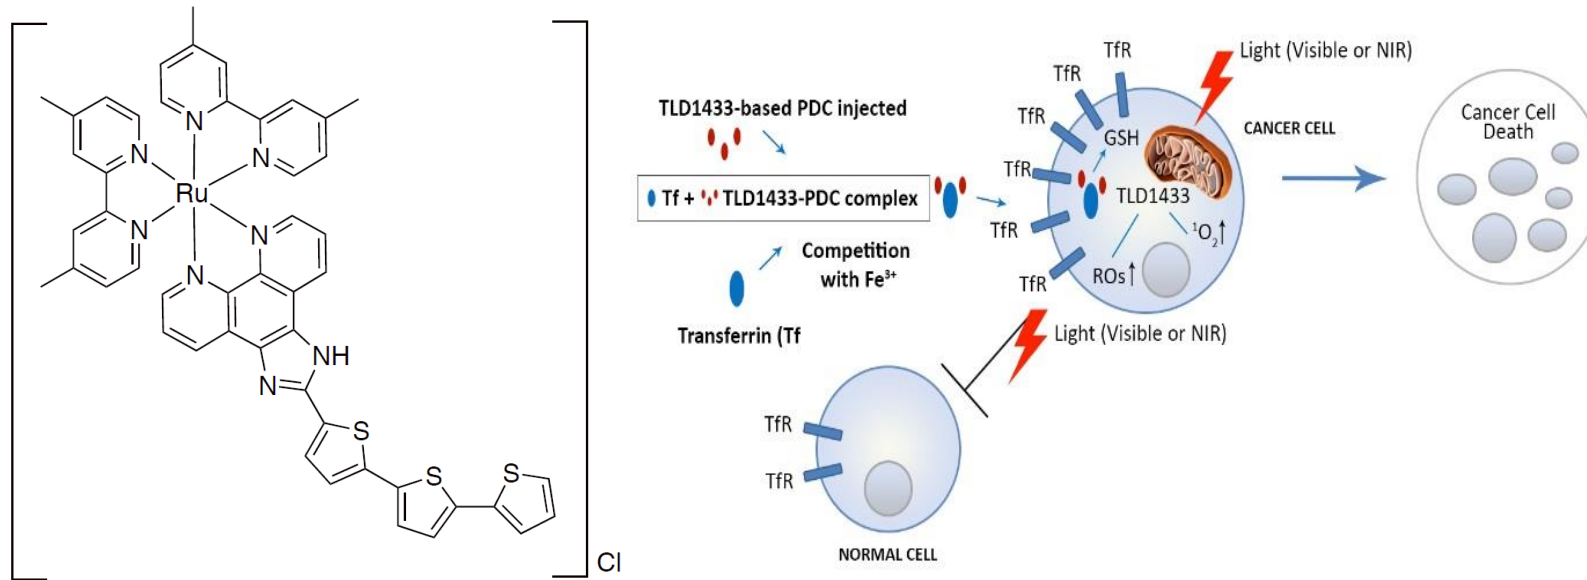 N
N
N
N
Ru
N
N
NH
N
S
S
S
Cl
TLD1433-based PDC injected
Tf + TLD1433-PDC complex
Competition
with Fe³⁺
Transferrin (Tf
TfR
TfR
TfR
TfR
TfR
TfR
GSH
TLD1433
¹O₂
ROs
Light (Visible or NIR)
CANCER CELL
Cancer Cell
Death
Light (Visible or NIR)
TfR
TfR
NORMAL CELL